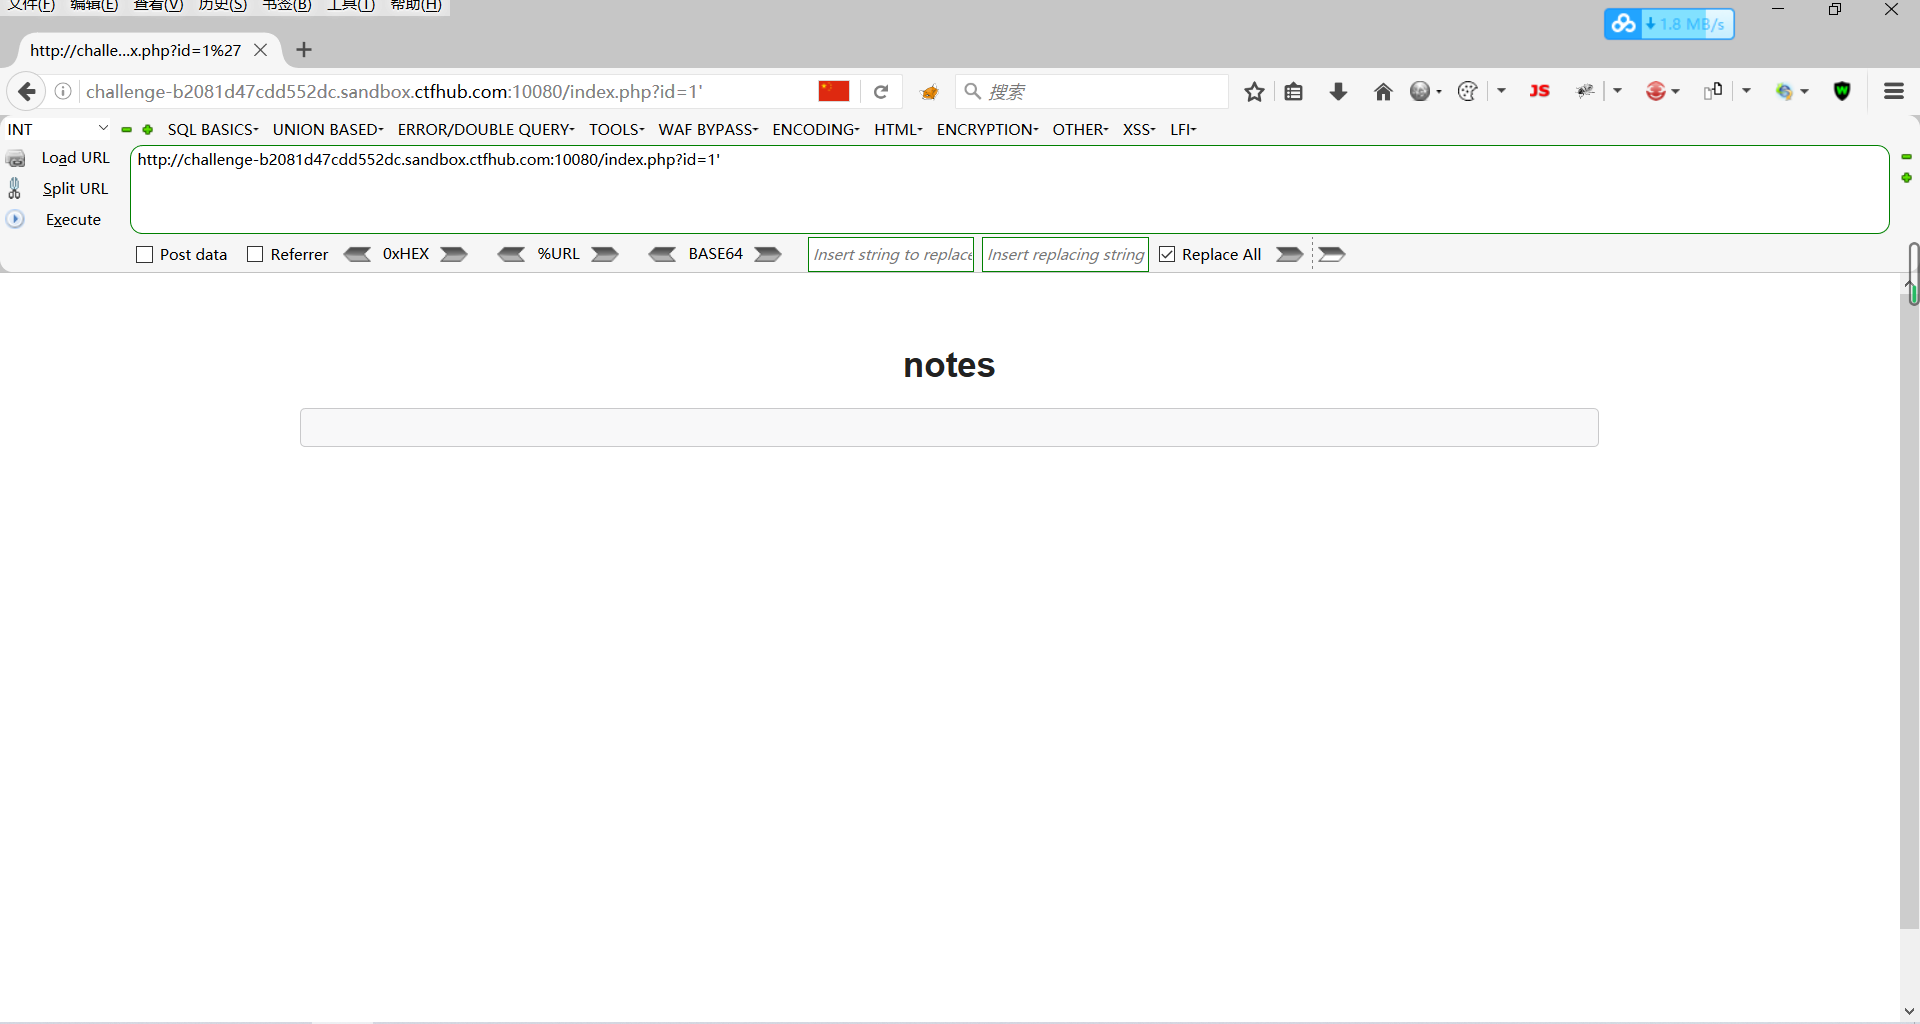 文件(F) 编辑(E) 查看(V) 历史(S) 书签(B) 工具(T) 帮助(H)
1.8 MB/s
http://challe...x.php?id=1%27
challenge-b2081d47cdd552dc.sandbox.ctfhub.com:10080/index.php?id=1'
搜索
JS
W
INT SQL BASICS UNION BASED ERROR/DOUBLE QUERY TOOLS WAF BYPASS ENCODING HTML ENCRYPTION OTHER XSS LFI
Load URL
http://challenge-b2081d47cdd552dc.sandbox.ctfhub.com:10080/index.php?id=1'
Split URL
Execute
Post data Referrer 0xHEX %URL BASE64 Insert string to replace Insert replacing string Replace All
notes